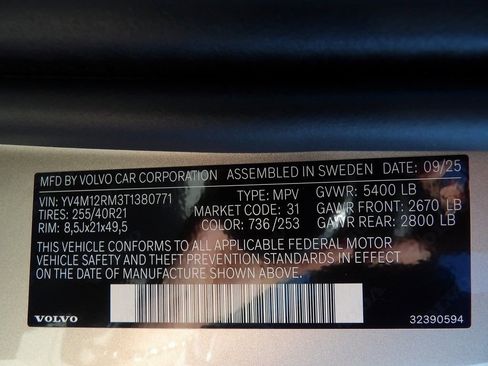 MFD BY VOLVO CAR CORPORATION ASSEMBLED IN SWEDEN DATE: 09/25
VIN: YV4M12RM3T1380771 TYPE: MPV GVWR: 5400 LB
TIRES: 255/40R21 MARKET CODE: 31 GAWR FRONT: 2670 LB
RIM: 8,5Jx21x49,5 COLOR: 736/253 GAWR REAR: 2800 LB
THIS VEHICLE CONFORMS TO ALL APPLICABLE FEDERAL MOTOR
VEHICLE SAFETY AND THEFT PREVENTION STANDARDS IN EFFECT
ON THE DATE OF MANUFACTURE SHOWN ABOVE.
VOLVO 32390594